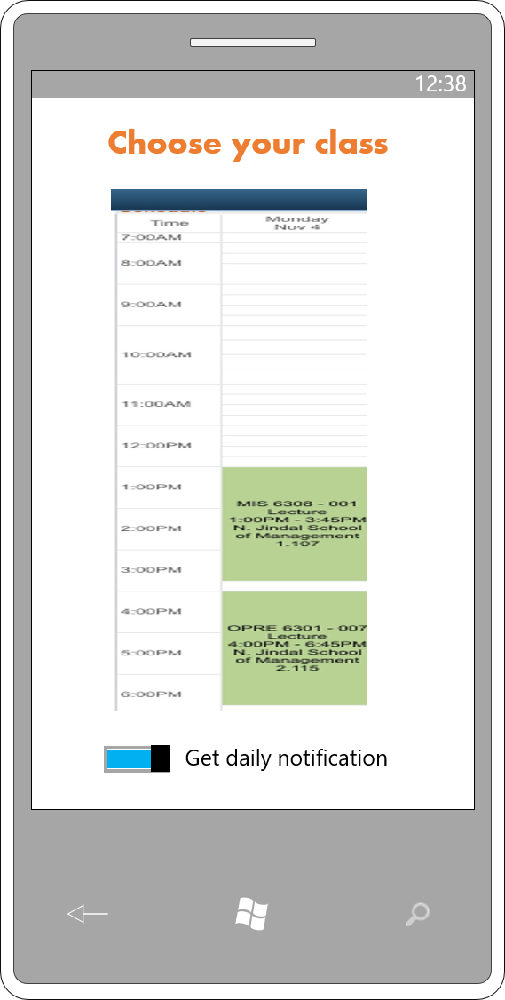 12:38
Choose your class
Schedule
Time
Monday
Nov 4
7:00AM
8:00AM
9:00AM
10:00AM
11:00AM
12:00PM
1:00PM
MIS 6308 - 001
Lecture
1:00PM - 3:45PM
N. Jindal School
of Management
1.107
2:00PM
3:00PM
4:00PM
OPRE 6301 - 007
Lecture
4:00PM - 6:45PM
N. Jindal School
of Management
2.115
5:00PM
6:00PM
Get daily notification